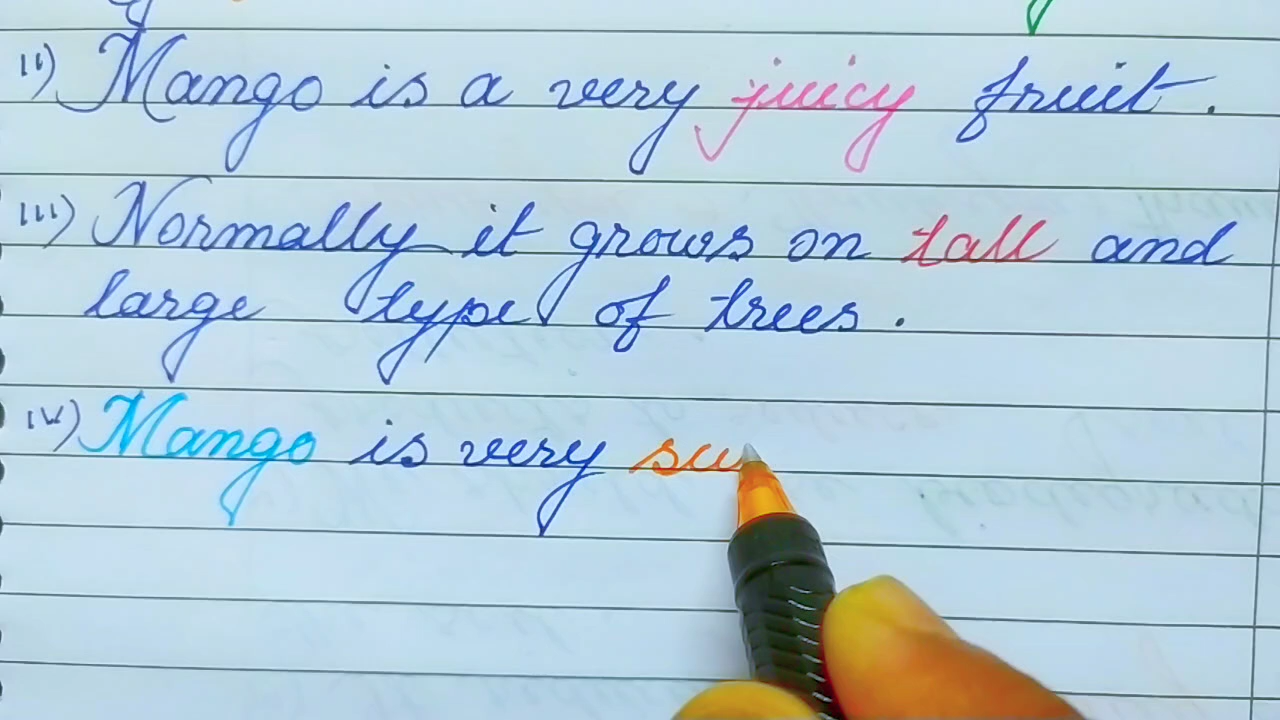 ii) Mango is a very juicy fruit.
iii) Normally it grows on tall and
large type of trees.
iv) Mango is very